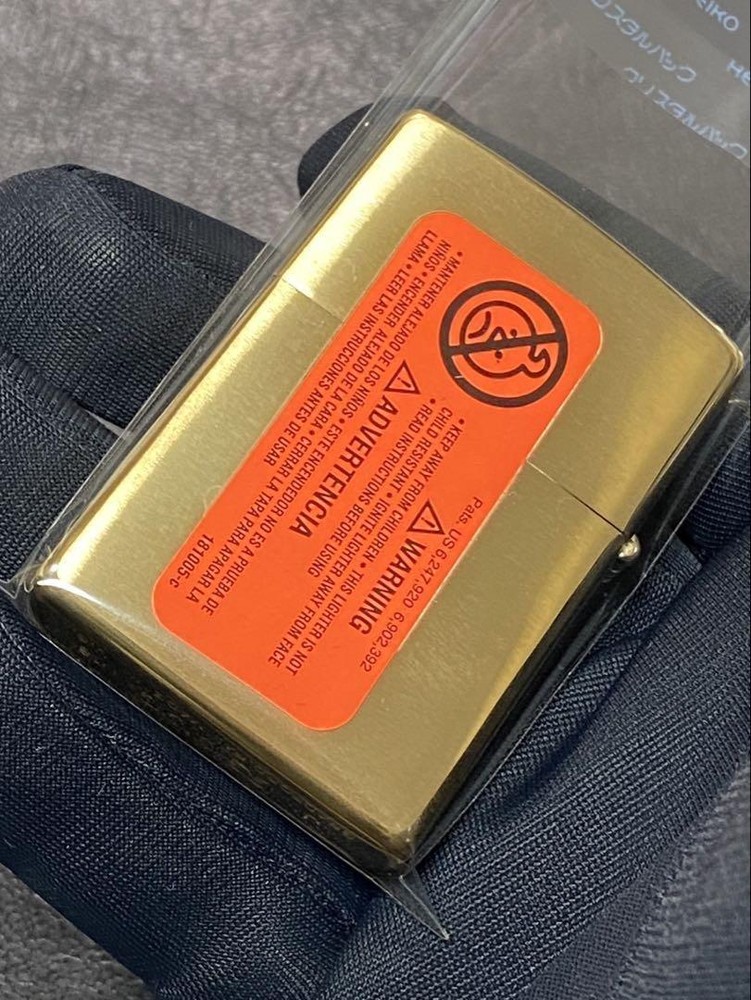 EIKO
HE
Pats. US 6,247,920 6,902,392
WARNING
• KEEP AWAY FROM CHILDREN • THIS LIGHTER IS NOT
CHILD RESISTANT • IGNITE LIGHTER AWAY FROM FACE
• READ INSTRUCTIONS BEFORE USING
ADVERTENCIA
• MANTENER ALEJADO DE LOS NIÑOS • ESTE ENCENDEDOR NO ES A PRUEBA DE
NIÑOS • ENCENDER ALEJADO DE LA CARA • CERRAR LA TAPA PARA APAGAR LA
LLAMA • LEER LAS INSTRUCCIONES ANTES DE USAR
181005-c